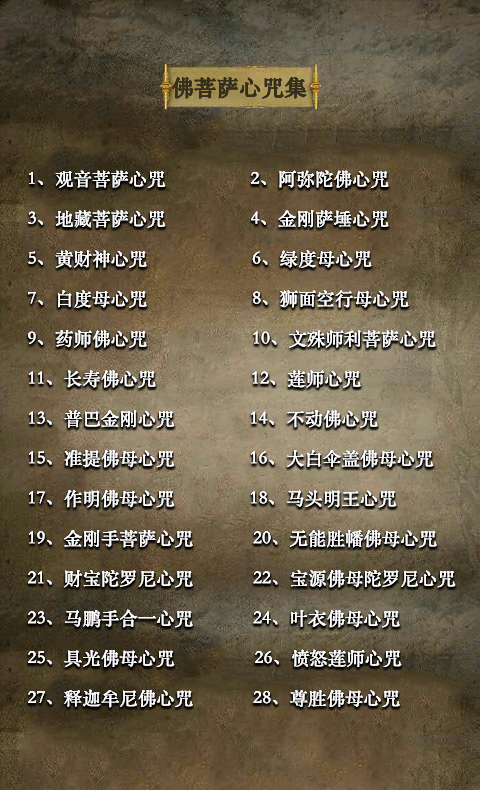 佛菩萨心咒集
1、观音菩萨心咒 2、阿弥陀佛心咒
3、地藏菩萨心咒 4、金刚萨埵心咒
5、黄财神心咒 6、绿度母心咒
7、白度母心咒 8、狮面空行母心咒
9、药师佛心咒 10、文殊师利菩萨心咒
11、长寿佛心咒 12、莲师心咒
13、普巴金刚心咒 14、不动佛心咒
15、准提佛母心咒 16、大白伞盖佛母心咒
17、作明佛母心咒 18、马头明王心咒
19、金刚手菩萨心咒 20、无能胜幡佛母心咒
21、财宝陀罗尼心咒 22、宝源佛母陀罗尼心咒
23、马鹏手合一心咒 24、叶衣佛母心咒
25、具光佛母心咒 26、愤怒莲师心咒
27、释迦牟尼佛心咒 28、尊胜佛母心咒